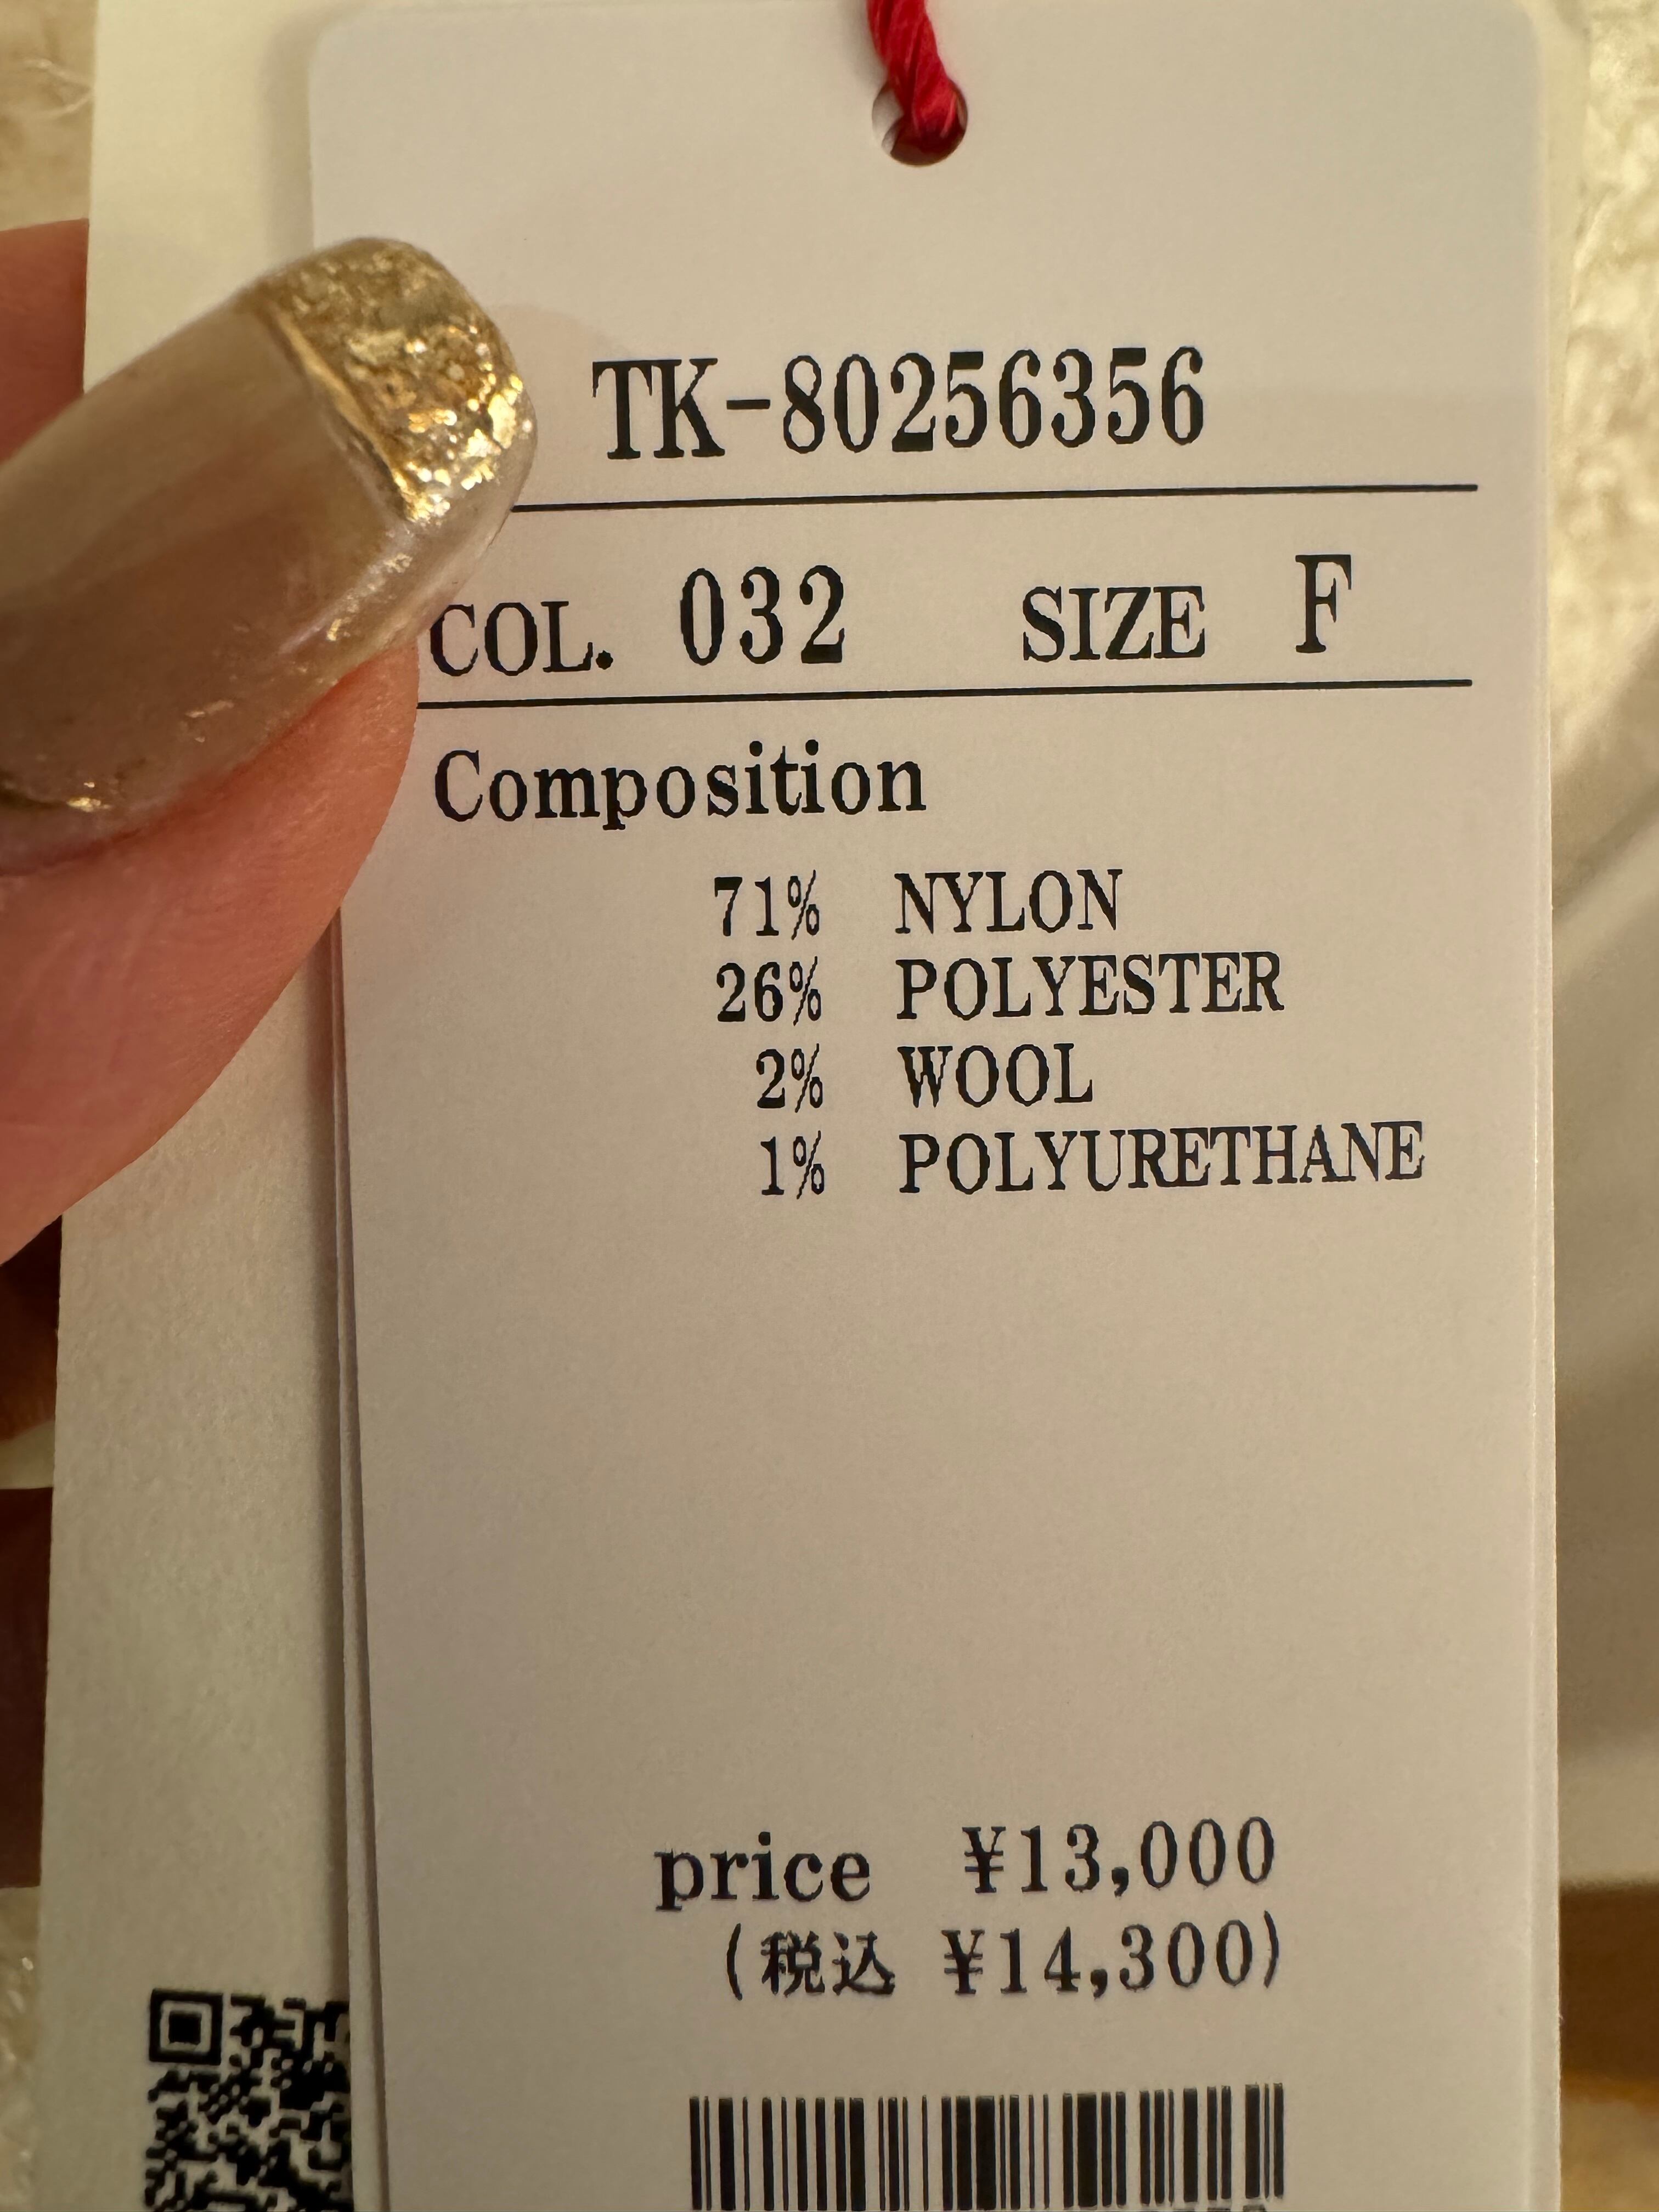 TK-80256356
COL. 032 SIZE F
Composition
71% NYLON
26% POLYESTER
2% WOOL
1% POLYURETHANE
price ¥13,000
(税込 ¥14,300)